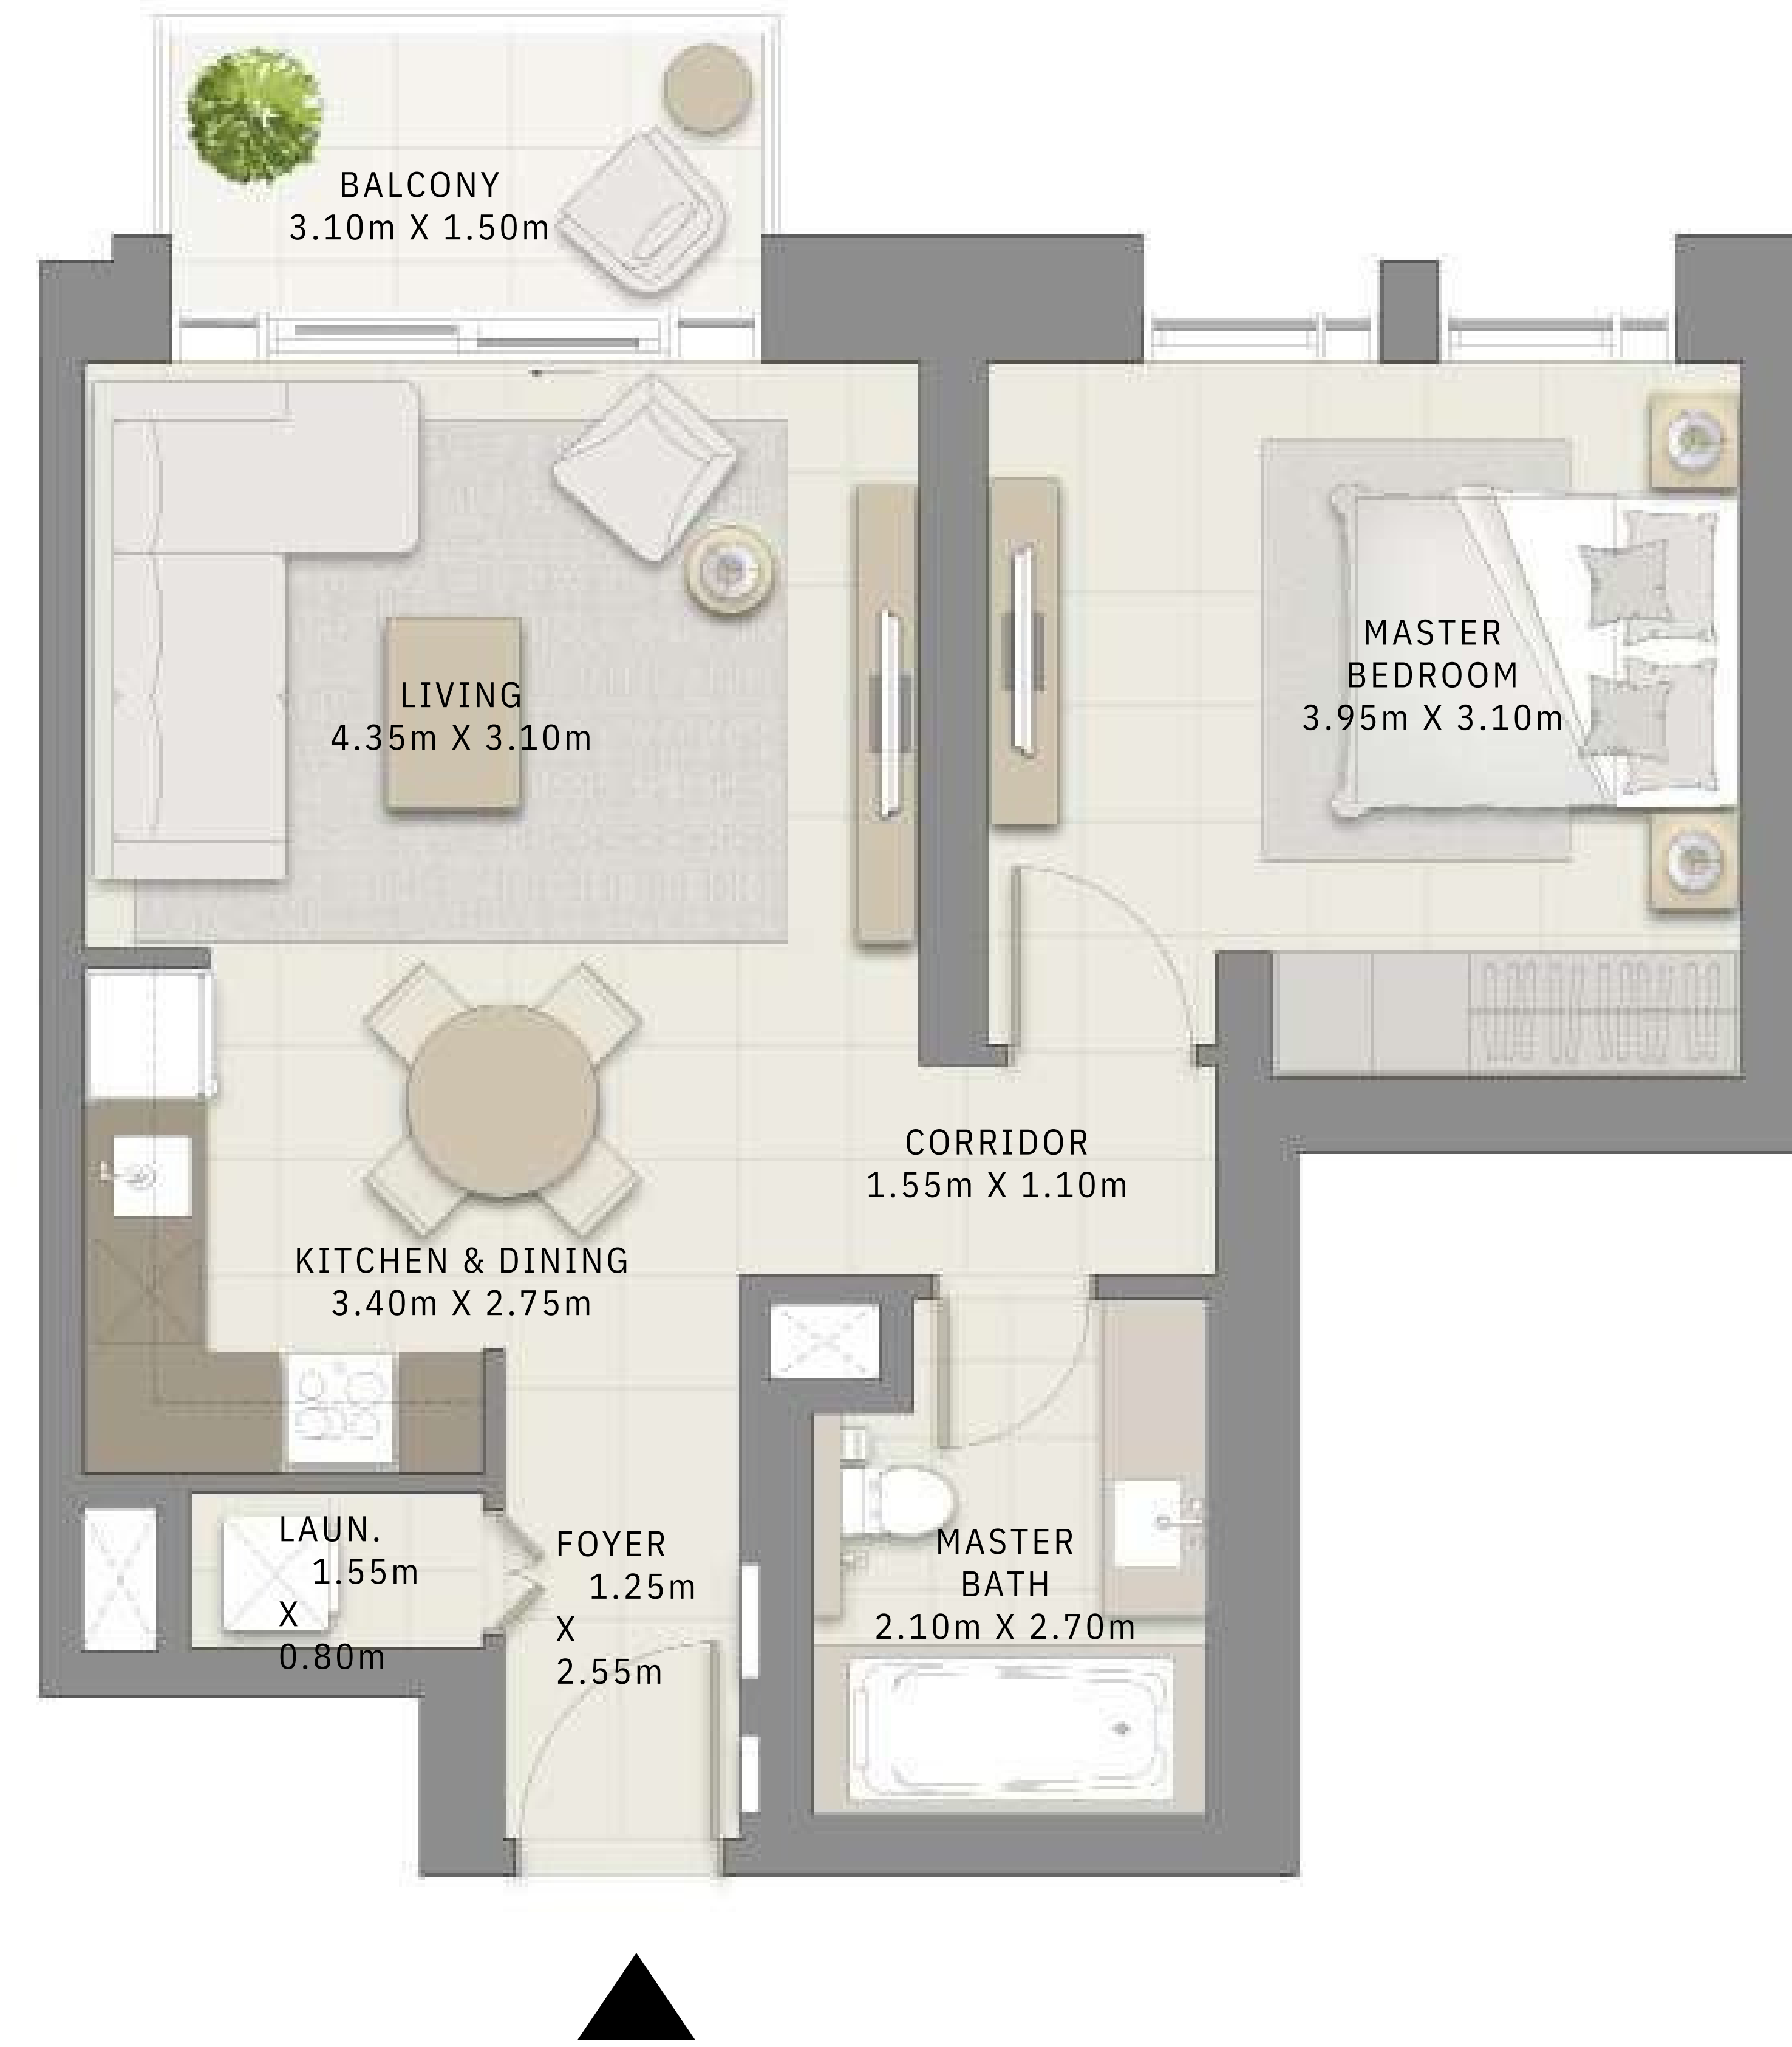 BALCONY
3.10m X 1.50m
LIVING
4.35m X 3.10m
MASTER
BEDROOM
3.95m X 3.10m
CORRIDOR
1.55m X 1.10m
KITCHEN & DINING
3.40m X 2.75m
LAUN.
1.55m
X
0.80m
FOYER
1.25m
X
2.55m
MASTER
BATH
2.10m X 2.70m